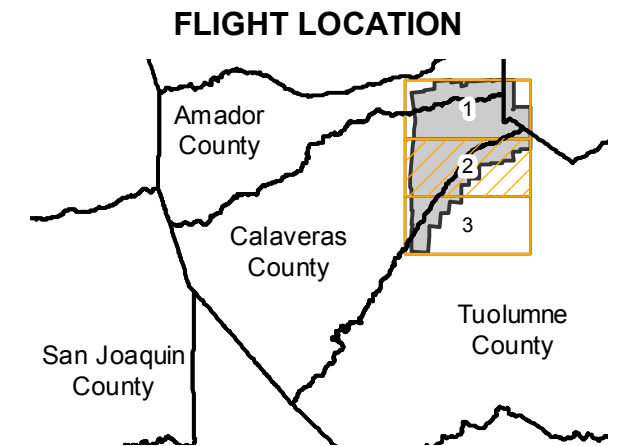 FLIGHT LOCATION
Amador
County
1
2
3
Calaveras
County
Tuolumne
County
San Joaquin
County